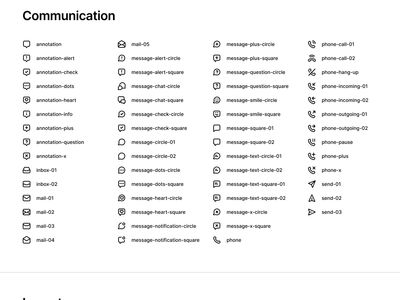 Communication
annotation
annotation-alert
annotation-check
annotation-dots
annotation-heart
annotation-info
annotation-plus
annotation-question
annotation-x
inbox-01
inbox-02
mail-01
mail-02
mail-03
mail-04
mail-05
message-alert-circle
message-alert-square
message-chat-circle
message-chat-square
message-check-circle
message-check-square
message-circle-01
message-circle-02
message-dots-circle
message-dots-square
message-heart-circle
message-heart-square
message-notification-circle
message-notification-square
message-plus-circle
message-plus-square
message-question-circle
message-question-square
message-smile-circle
message-smile-square
message-square-01
message-square-02
message-text-circle-01
message-text-circle-02
message-text-square-01
message-text-square-02
message-x-circle
message-x-square
phone
phone-call-01
phone-call-02
phone-hang-up
phone-incoming-01
phone-incoming-02
phone-outgoing-01
phone-outgoing-02
phone-pause
phone-plus
phone-x
send-01
send-02
send-03